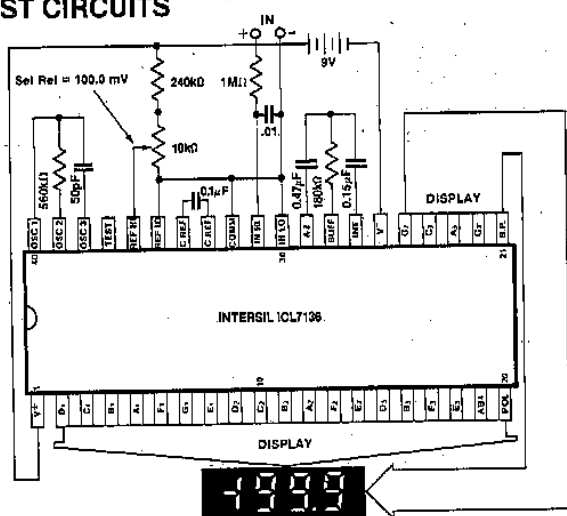 ST CIRCUITS
IN
+ -
9V
Set Ref = 100.0 mV
240kΩ
1MΩ
.01
10kΩ
560kΩ
50pF
0.1µF
0.47µF
180kΩ
0.15µF
DISPLAY
OSC 1
OSC 2
OSC 3
TEST
REF HI
REF LO
C REF
C REF
COMM
IN HI
IN LO
A-Z
BUFF
INT
V-
G2
C3
A3
G3
B.P.
40
30
21
INTERSIL ICL7136
1
10
20
V+
D1
C1
B1
A1
F1
G1
E1
D2
C2
B2
A2
F2
E2
D3
B3
F3
E3
AB4
POL
DISPLAY